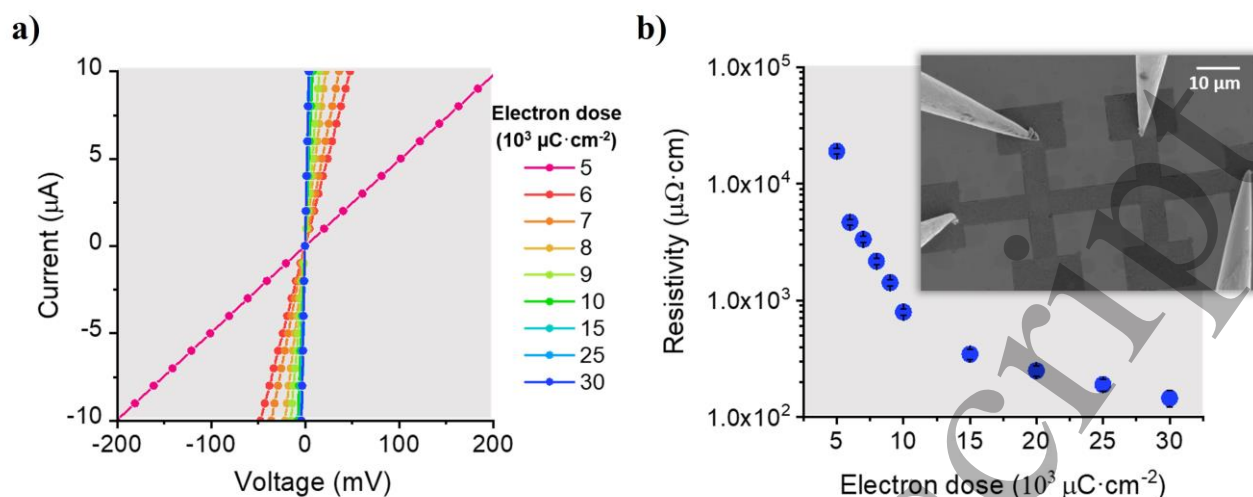 a)
10
5
0
-5
-10
Current (µA)
-200
-100
0
100
200
Voltage (mV)
Electron dose
(10³ µC·cm⁻²)
5
6
7
8
9
10
15
25
30
b)
1.0x10⁵
1.0x10⁴
1.0x10³
1.0x10²
Resistivity (µΩ·cm)
10 µm
5
10
15
20
25
30
Electron dose (10³ µC·cm⁻²)